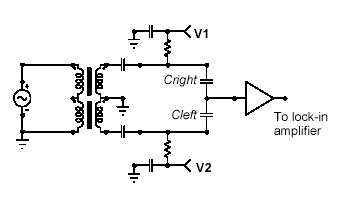 V1
Cright
Cleft
To lock-in
amplifier
V2